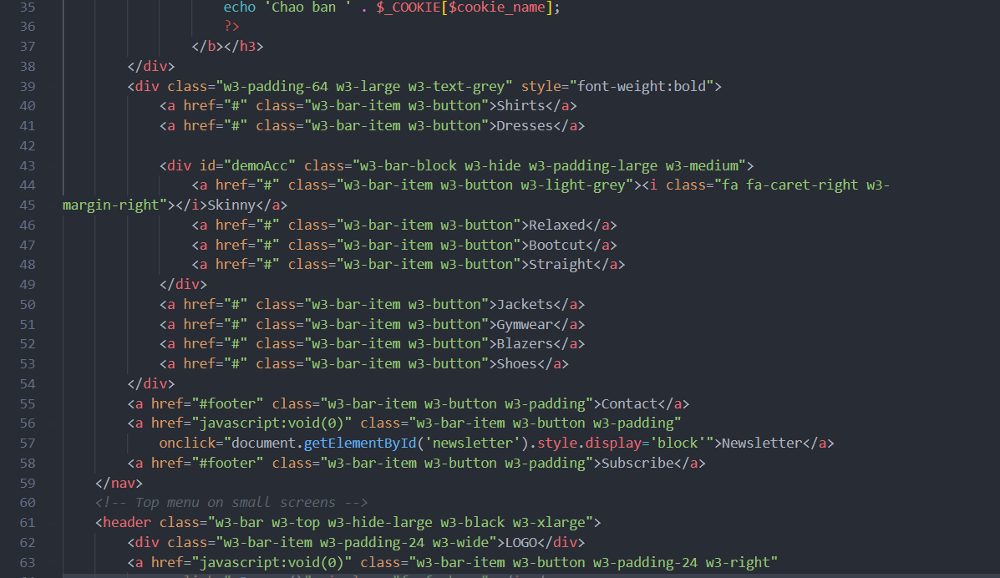 35 echo 'Chao ban ' . $_COOKIE[$cookie_name];
36 ?>
37 </b></h3>
38 </div>
39 <div class="w3-padding-64 w3-large w3-text-grey" style="font-weight:bold">
40 <a href="#" class="w3-bar-item w3-button">Shirts</a>
41 <a href="#" class="w3-bar-item w3-button">Dresses</a>
42
43 <div id="demoAcc" class="w3-bar-block w3-hide w3-padding-large w3-medium">
44 <a href="#" class="w3-bar-item w3-button w3-light-grey"><i class="fa fa-caret-right w3-
45 margin-right"></i>Skinny</a>
46 <a href="#" class="w3-bar-item w3-button">Relaxed</a>
47 <a href="#" class="w3-bar-item w3-button">Bootcut</a>
48 <a href="#" class="w3-bar-item w3-button">Straight</a>
49 </div>
50 <a href="#" class="w3-bar-item w3-button">Jackets</a>
51 <a href="#" class="w3-bar-item w3-button">Gymwear</a>
52 <a href="#" class="w3-bar-item w3-button">Blazers</a>
53 <a href="#" class="w3-bar-item w3-button">Shoes</a>
54 </div>
55 <a href="#footer" class="w3-bar-item w3-button w3-padding">Contact</a>
56 <a href="javascript:void(0)" class="w3-bar-item w3-button w3-padding"
57 onclick="document.getElementById('newsletter').style.display='block'">Newsletter</a>
58 <a href="#footer" class="w3-bar-item w3-button w3-padding">Subscribe</a>
59 </nav>
60 <!-- Top menu on small screens -->
61 <header class="w3-bar w3-top w3-hide-large w3-black w3-xlarge">
62 <div class="w3-bar-item w3-padding-24 w3-wide">LOGO</div>
63 <a href="javascript:void(0)" class="w3-bar-item w3-button w3-padding-24 w3-right"